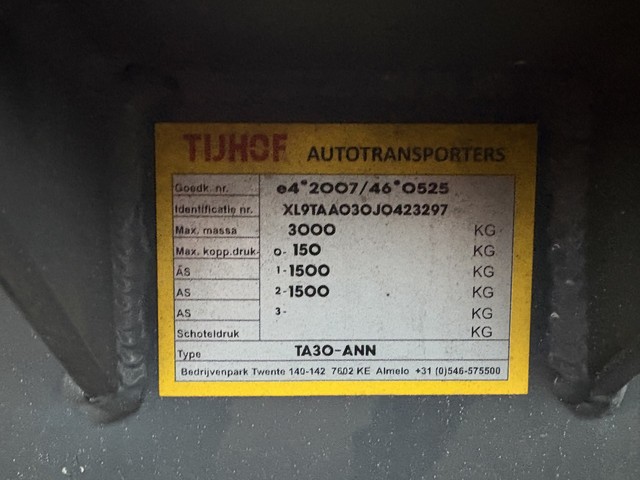 TIJHOF AUTOTRANSPORTERS
Goedk. nr. e4*2007/46*0525
Identificatie nr. XL9TAA030J0423297
Max. massa 3000 KG
Max. kopp.druk 0- 150 KG
ÀS 1- 1500 KG
AS 2- 1500 KG
AS 3- KG
Schoteldruk KG
Type TA30-ANN
Bedrijvenpark Twente 140-142 7602 KE Almelo +31 (0)546-575500